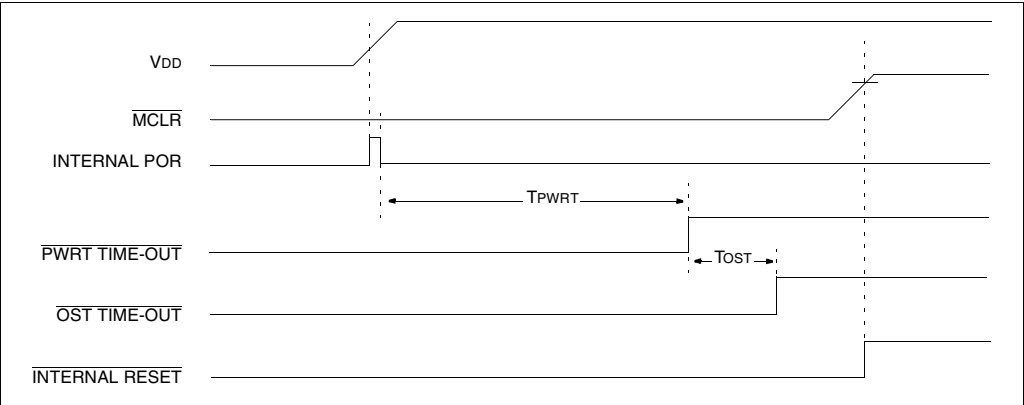 VDD
MCLR
INTERNAL POR
TPWRT
PWRT TIME-OUT
TOST
OST TIME-OUT
INTERNAL RESET